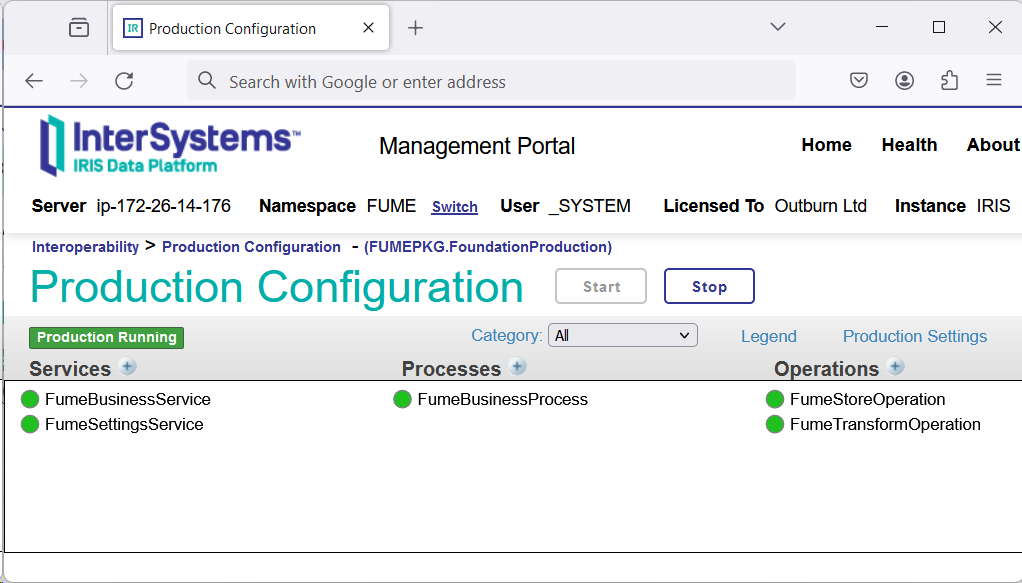 IR Production Configuration
Search with Google or enter address
InterSystems™
IRIS Data Platform
Management Portal
Home Health About
Server ip-172-26-14-176 Namespace FUME Switch User _SYSTEM Licensed To Outburn Ltd Instance IRIS
Interoperability > Production Configuration - (FUMEPKG.FoundationProduction)
Production Configuration Start Stop
Production Running Category: All Legend Production Settings
Services Processes Operations
FumeBusinessService FumeBusinessProcess FumeStoreOperation
FumeSettingsService FumeTransformOperation